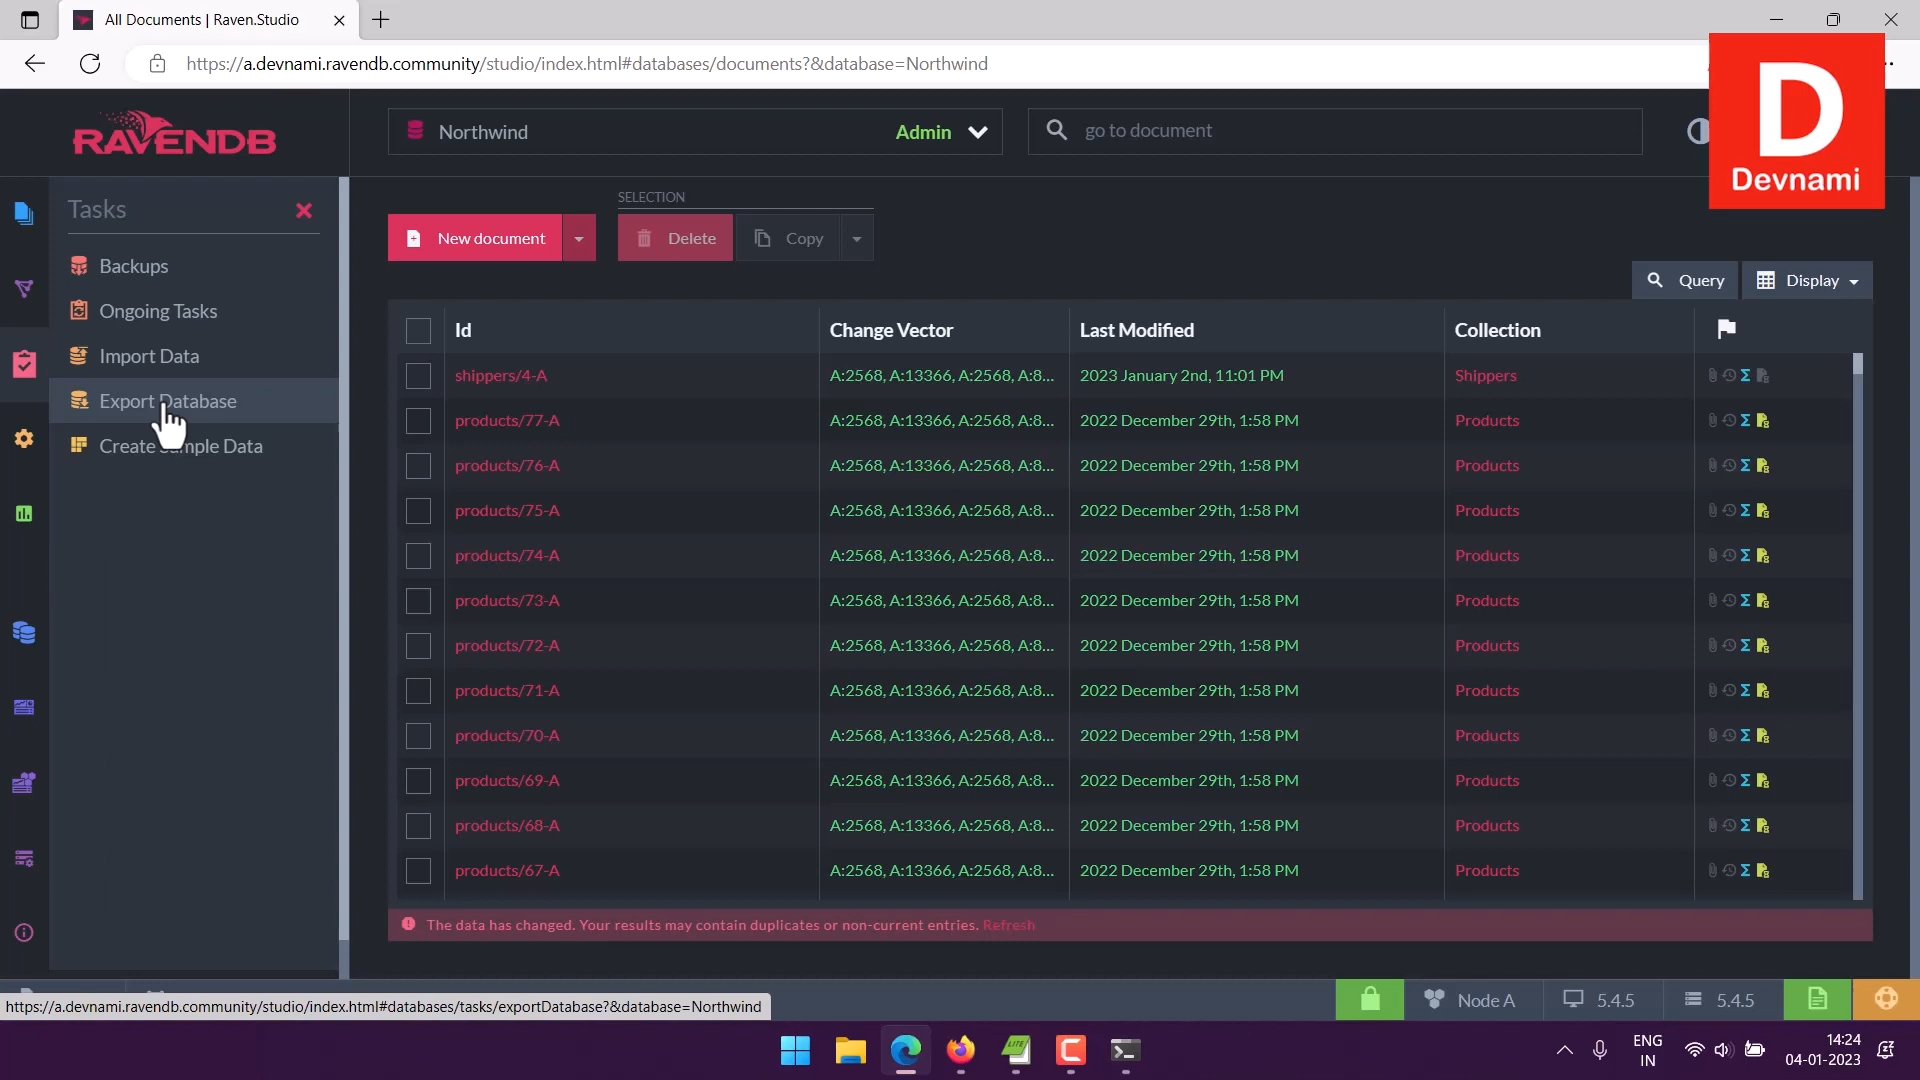 All Documents | Raven.Studio
https://a.devnami.ravendb.community/studio/index.html#databases/documents?&database=Northwind
D
Devnami
RAVENDB
Northwind
Admin
go to document
Tasks
Backups
Ongoing Tasks
Import Data
Export Database
Create Sample Data
SELECTION
New document
Delete
Copy
Query
Display
Id Change Vector Last Modified Collection
shippers/4-A A:2568, A:13366, A:2568, A:8... 2023 January 2nd, 11:01 PM Shippers
products/77-A A:2568, A:13366, A:2568, A:8... 2022 December 29th, 1:58 PM Products
products/76-A A:2568, A:13366, A:2568, A:8... 2022 December 29th, 1:58 PM Products
products/75-A A:2568, A:13366, A:2568, A:8... 2022 December 29th, 1:58 PM Products
products/74-A A:2568, A:13366, A:2568, A:8... 2022 December 29th, 1:58 PM Products
products/73-A A:2568, A:13366, A:2568, A:8... 2022 December 29th, 1:58 PM Products
products/72-A A:2568, A:13366, A:2568, A:8... 2022 December 29th, 1:58 PM Products
products/71-A A:2568, A:13366, A:2568, A:8... 2022 December 29th, 1:58 PM Products
products/70-A A:2568, A:13366, A:2568, A:8... 2022 December 29th, 1:58 PM Products
products/69-A A:2568, A:13366, A:2568, A:8... 2022 December 29th, 1:58 PM Products
products/68-A A:2568, A:13366, A:2568, A:8... 2022 December 29th, 1:58 PM Products
products/67-A A:2568, A:13366, A:2568, A:8... 2022 December 29th, 1:58 PM Products
The data has changed. Your results may contain duplicates or non-current entries. Refresh
https://a.devnami.ravendb.community/studio/index.html#databases/tasks/exportDatabase?&database=Northwind
Node A
5.4.5
5.4.5
LITE
ENG
IN
14:24
04-01-2023